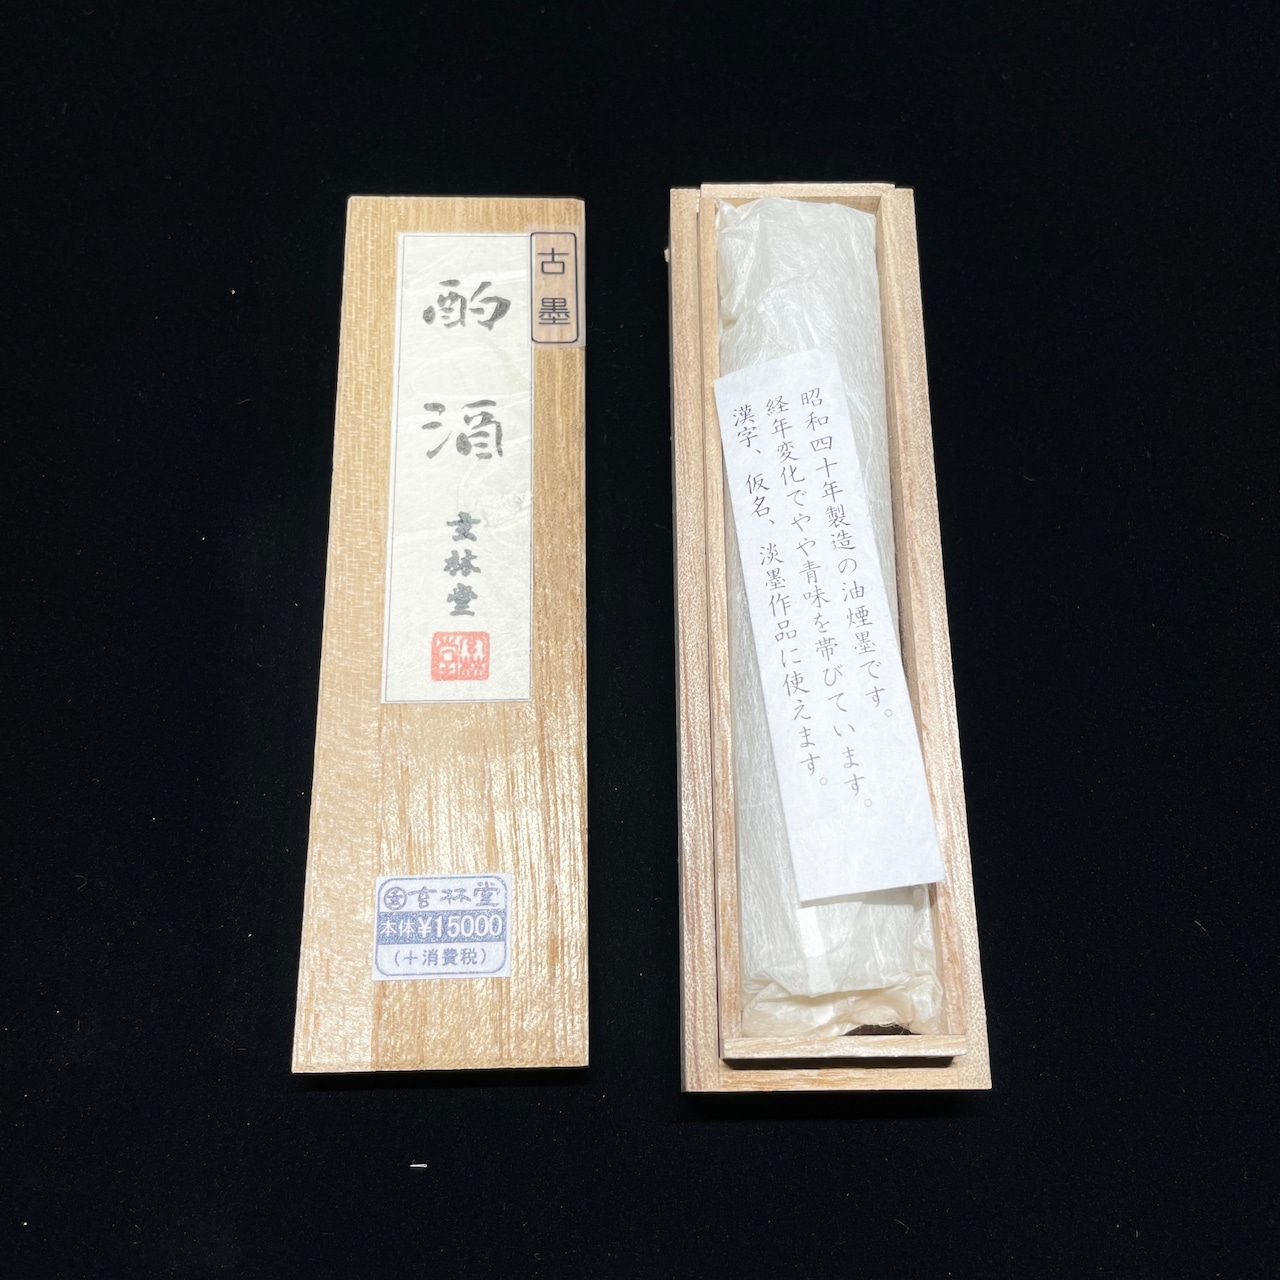 古墨
酌酒
玄林堂
玄林堂
本体¥15000
(+消費税)
昭和四十年製造の油煙墨です。
経年変化でやや青味を帯びています。
漢字、仮名、淡墨作品に使えます。